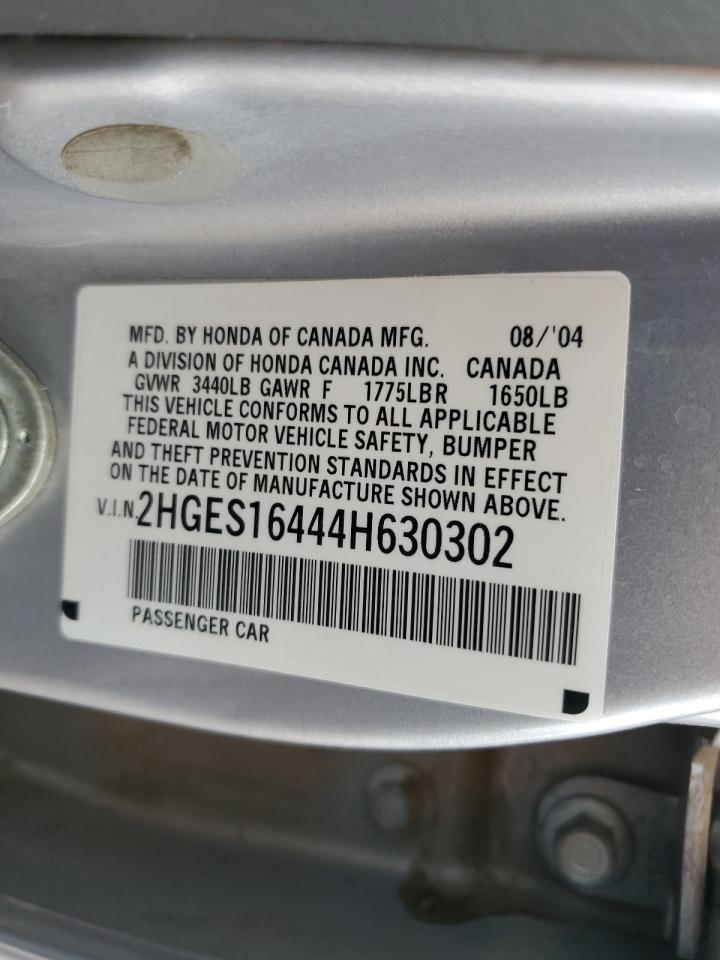 MFD. BY HONDA OF CANADA MFG. 08/'04
A DIVISION OF HONDA CANADA INC. CANADA
GVWR 3440LB GAWR F 1775LB R 1650LB
THIS VEHICLE CONFORMS TO ALL APPLICABLE
FEDERAL MOTOR VEHICLE SAFETY, BUMPER
AND THEFT PREVENTION STANDARDS IN EFFECT
ON THE DATE OF MANUFACTURE SHOWN ABOVE.
V.I.N. 2HGES16444H630302
PASSENGER CAR